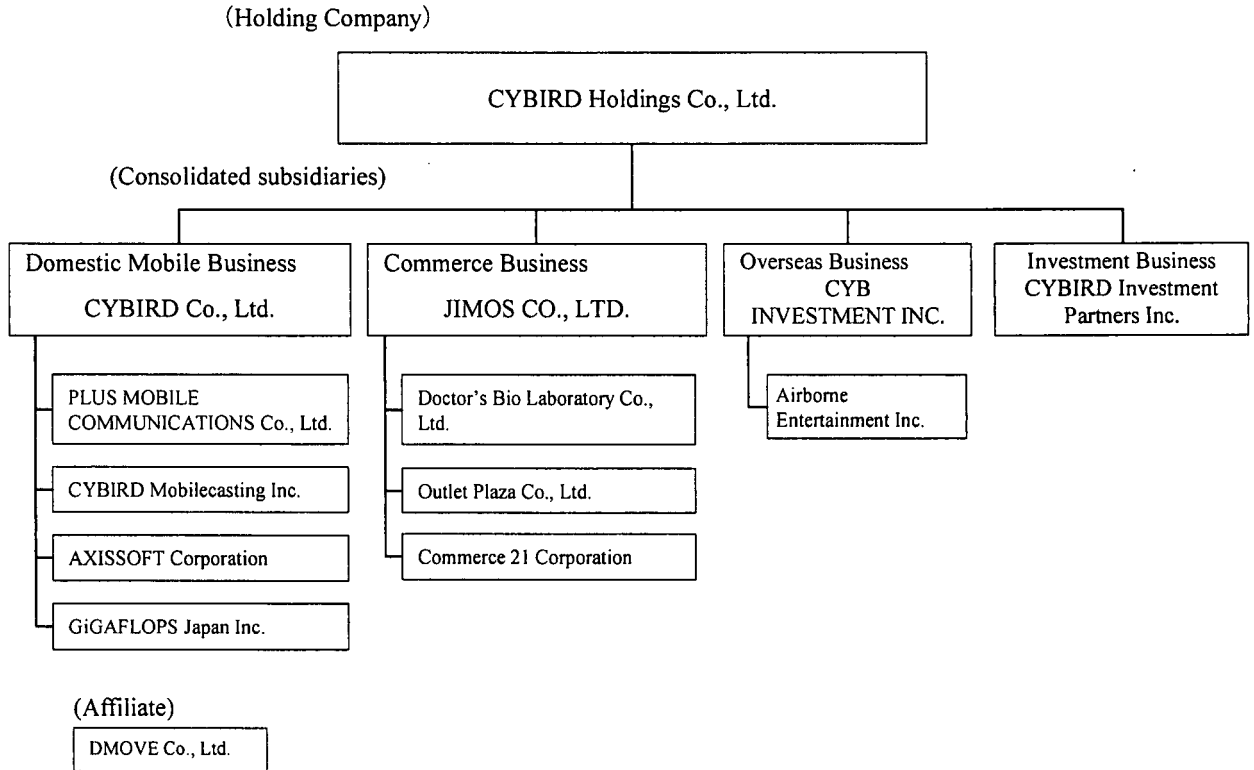 (Holding Company)
CYBIRD Holdings Co., Ltd.
(Consolidated subsidiaries)
Domestic Mobile Business
CYBIRD Co., Ltd.
PLUS MOBILE
COMMUNICATIONS Co., Ltd.
CYBIRD Mobilecasting Inc.
AXISSOFT Corporation
GiGAFLOPS Japan Inc.
Commerce Business
JIMOS CO., LTD.
Doctor's Bio Laboratory Co.,
Ltd.
Outlet Plaza Co., Ltd.
Commerce 21 Corporation
Overseas Business
CYB
INVESTMENT INC.
Airborne
Entertainment Inc.
Investment Business
CYBIRD Investment
Partners Inc.
(Affiliate)
DMOVE Co., Ltd.